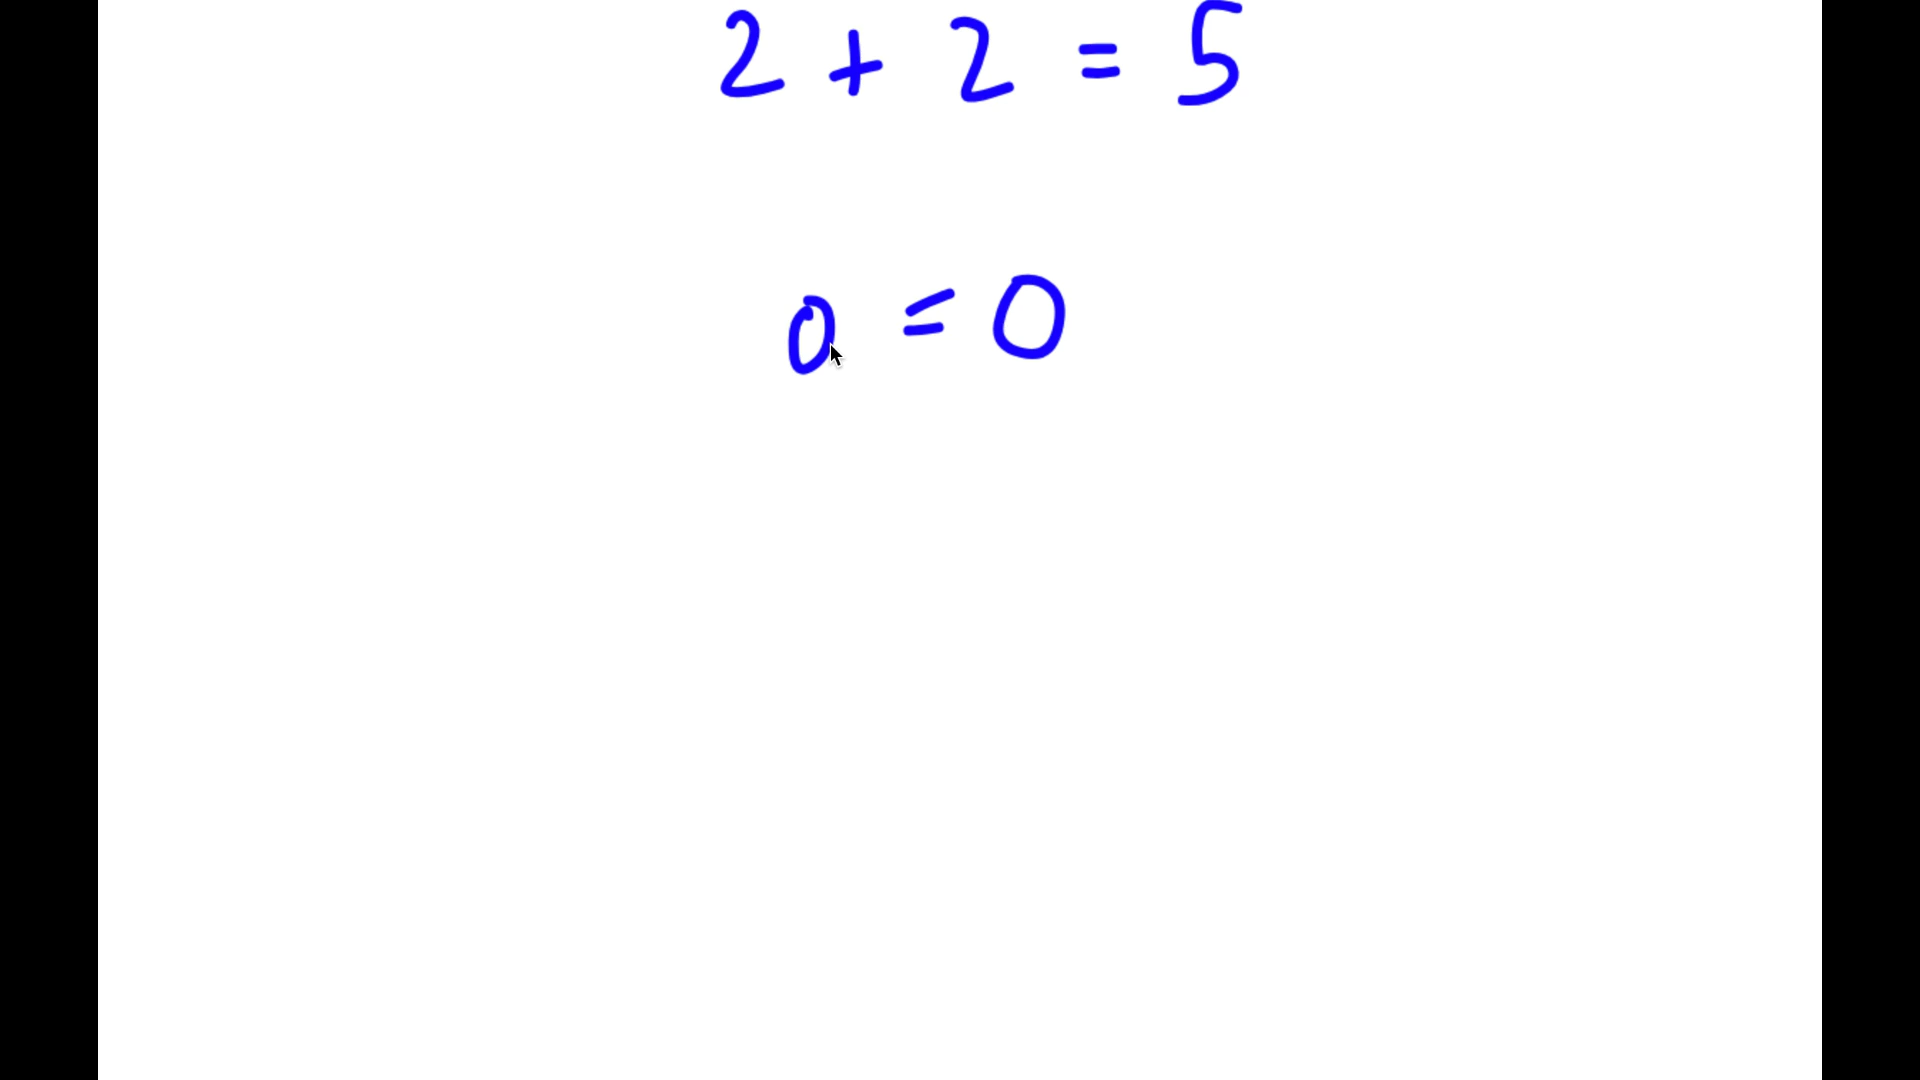 2 + 2 = 5
0 = 0